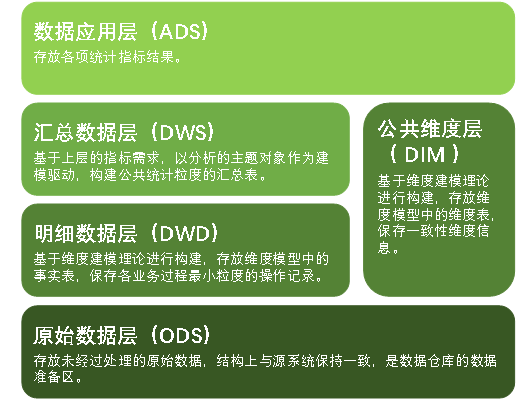 数据应用层（ADS）
存放各项统计指标结果。
汇总数据层（DWS）
基于上层的指标需求，以分析的主题对象作为建
模驱动，构建公共统计粒度的汇总表。
明细数据层（DWD）
基于维度建模理论进行构建，存放维度模型中的
事实表，保存各业务过程最小粒度的操作记录。
公共维度层
（ DIM ）
基于维度建模理论
进行构建，存放维
度模型中的维度表，
保存一致性维度信
息。
原始数据层（ODS）
存放未经过处理的原始数据，结构上与源系统保持一致，是数据仓库的数据
准备区。